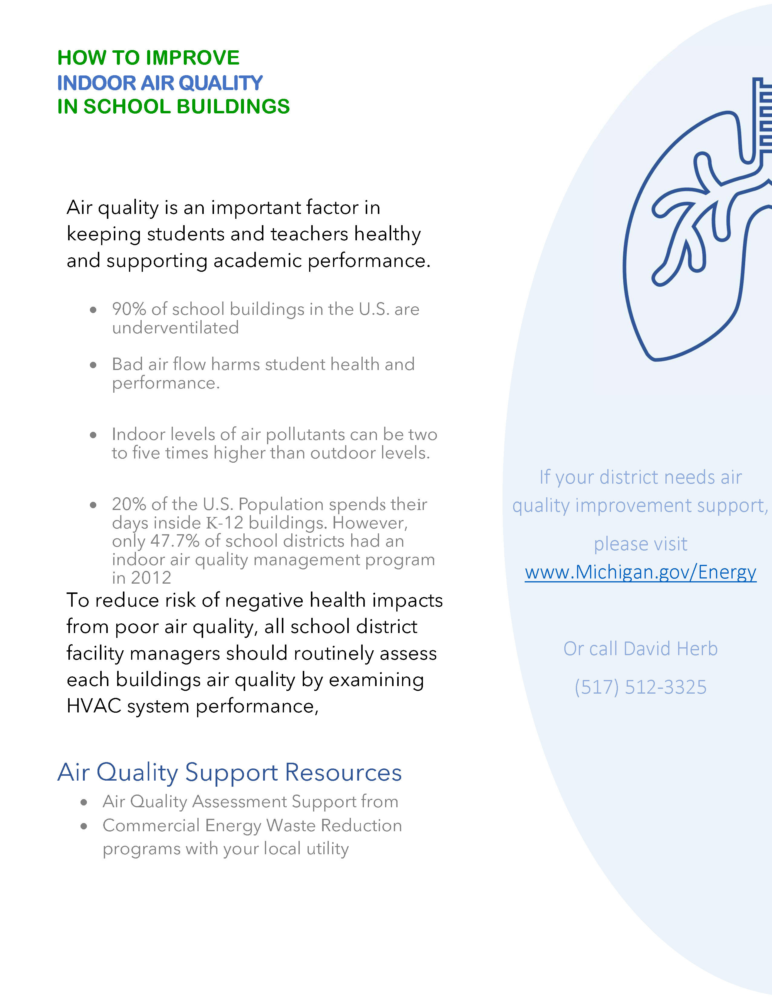 HOW TO IMPROVE
INDOOR AIR QUALITY
IN SCHOOL BUILDINGS
Air quality is an important factor in
keeping students and teachers healthy
and supporting academic performance.
• 90% of school buildings in the U.S. are
underventilated
• Bad air flow harms student health and
performance.
• Indoor levels of air pollutants can be two
to five times higher than outdoor levels.
• 20% of the U.S. Population spends their
days inside K-12 buildings. However,
only 47.7% of school districts had an
indoor air quality management program
in 2012
To reduce risk of negative health impacts
from poor air quality, all school district
facility managers should routinely assess
each buildings air quality by examining
HVAC system performance,
Air Quality Support Resources
• Air Quality Assessment Support from
• Commercial Energy Waste Reduction
programs with your local utility
If your district needs air
quality improvement support,
please visit
www.Michigan.gov/Energy
Or call David Herb
(517) 512-3325